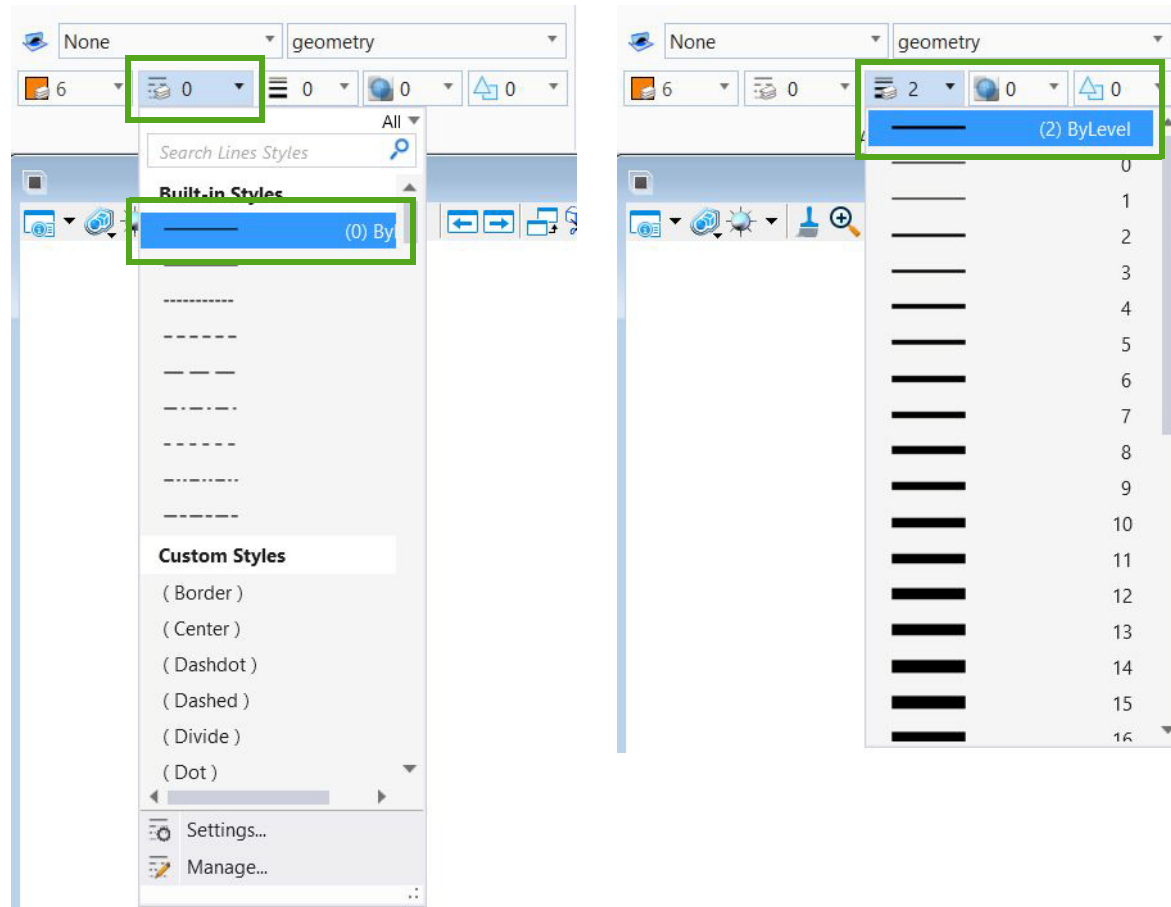 None geometry
6 0 0 0 0
All
Search Lines Styles
Built-in Styles
(0) By
Custom Styles
( Border )
( Center )
( Dashdot )
( Dashed )
( Divide )
( Dot )
Settings...
Manage...
None geometry
6 0 2 0 0
(2) ByLevel
0
1
2
3
4
5
6
7
8
9
10
11
12
13
14
15
16